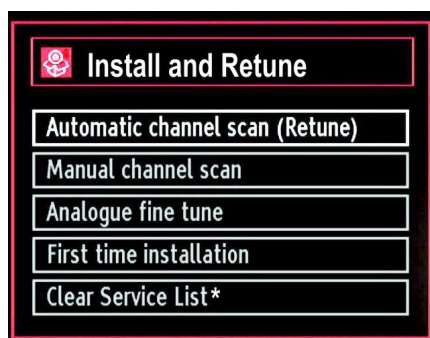 Install and Retune
Automatic channel scan (Retune)
Manual channel scan
Analogue fine tune
First time installation
Clear Service List*